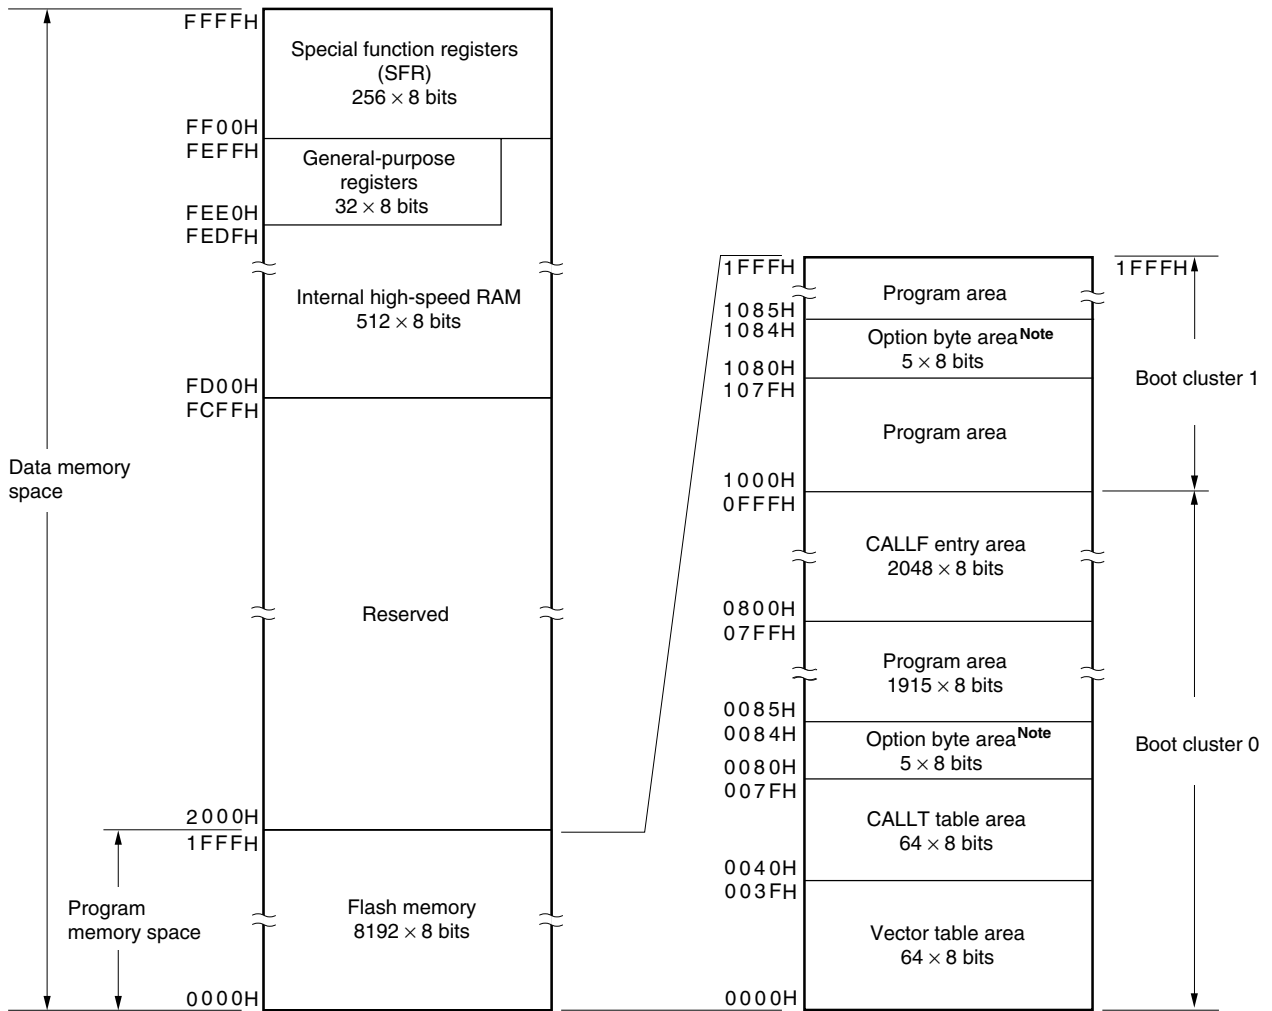 FFFFH
Special function registers
(SFR)
256 × 8 bits
FF00H
FEFFH
General-purpose
registers
32 × 8 bits
FEE0H
FEDFH
Internal high-speed RAM
512 × 8 bits
FD00H
FCFFH
Data memory
space
Reserved
2000H
1FFFH
Program
memory space
Flash memory
8192 × 8 bits
0000H
1FFFH
1FFFH
Program area
1085H
1084H
Option byte area Note
5 × 8 bits
1080H
107FH
Boot cluster 1
Program area
1000H
0FFFH
CALLF entry area
2048 × 8 bits
0800H
07FFH
Program area
1915 × 8 bits
0085H
0084H
Option byte area Note
5 × 8 bits
Boot cluster 0
0080H
007FH
CALLT table area
64 × 8 bits
0040H
003FH
Vector table area
64 × 8 bits
0000H